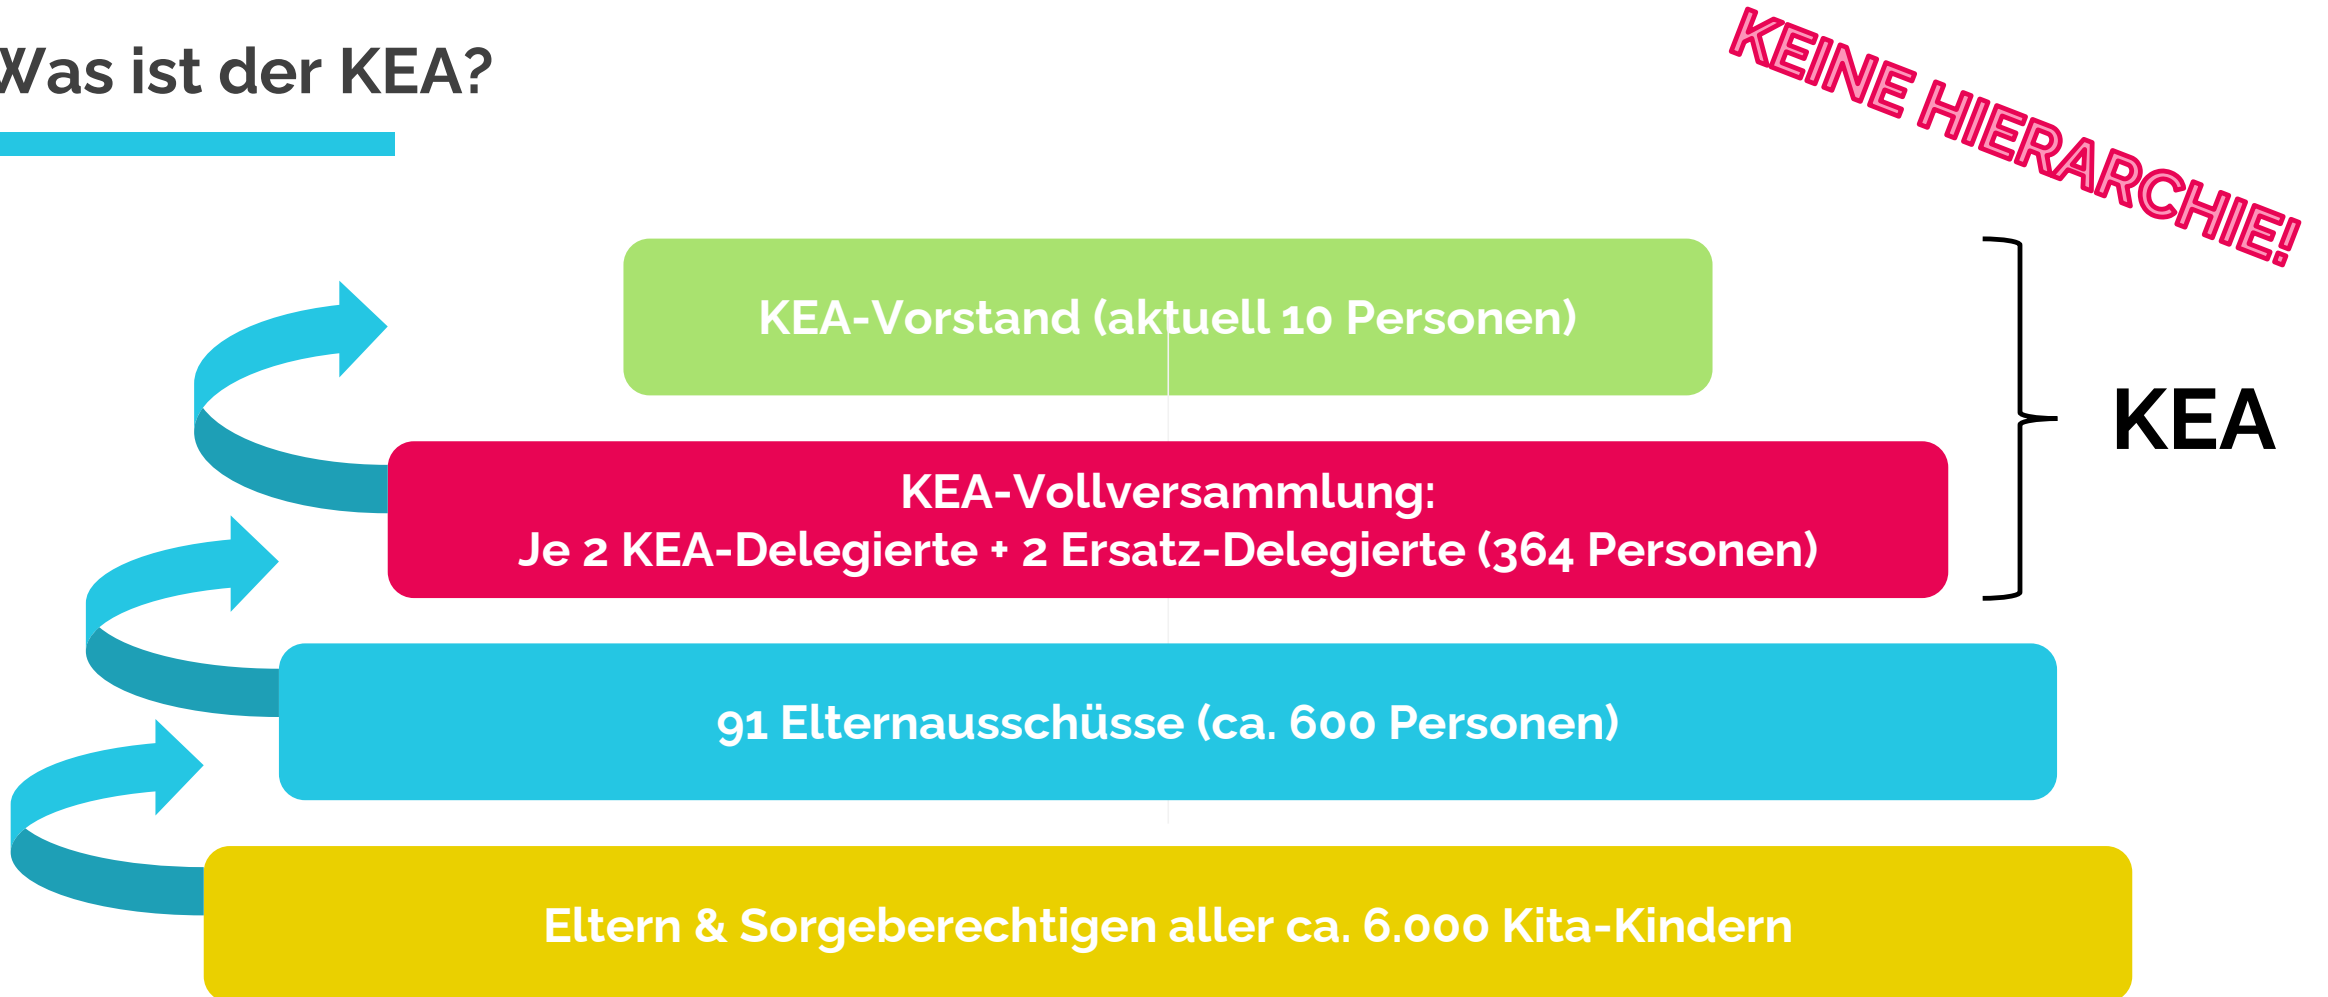 Was ist der KEA?
KEINE HIERARCHIE!
KEA-Vorstand (aktuell 10 Personen)
KEA
KEA-Vollversammlung:
Je 2 KEA-Delegierte + 2 Ersatz-Delegierte (364 Personen)
91 Elternausschüsse (ca. 600 Personen)
Eltern & Sorgeberechtigen aller ca. 6.000 Kita-Kindern